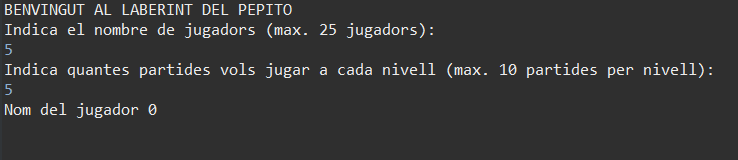 BENVINGUT AL LABERINT DEL PEPITO
Indica el nombre de jugadors (max. 25 jugadors):
5
Indica quantes partides vols jugar a cada nivell (max. 10 partides per nivell):
5
Nom del jugador 0